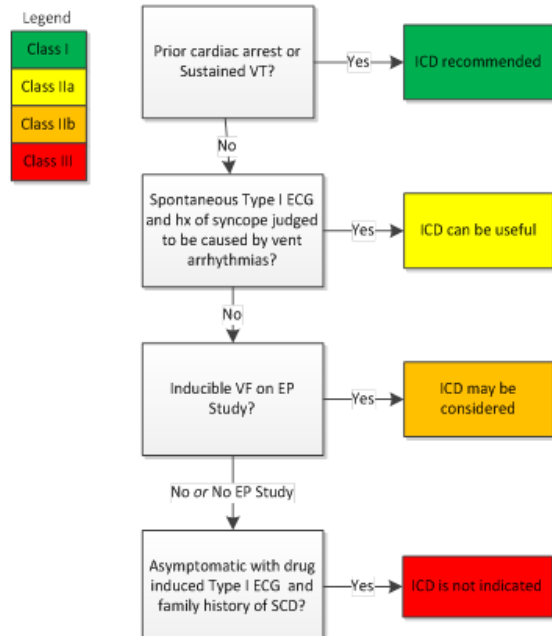 Legend
Class I
Class IIa
Class IIb
Class III
Prior cardiac arrest or
Sustained VT?
Yes
ICD recommended
No
Spontaneous Type I ECG
and hx of syncope judged
to be caused by vent
arrhythmias?
Yes
ICD can be useful
No
Inducible VF on EP
Study?
Yes
ICD may be
considered
No or No EP Study
Asymptomatic with drug
induced Type I ECG and
family history of SCD?
Yes
ICD is not indicated